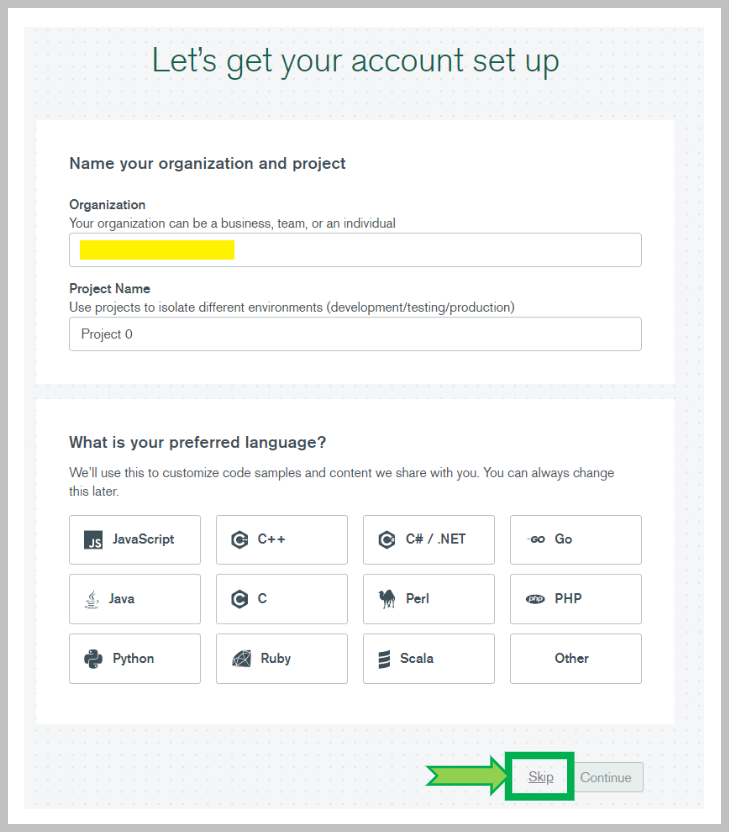 Let's get your account set up
Name your organization and project
Organization
Your organization can be a business, team, or an individual
Project Name
Use projects to isolate different environments (development/testing/production)
Project 0
What is your preferred language?
We'll use this to customize code samples and content we share with you. You can always change
this later.
JS JavaScript
C++
C# / .NET
GO Go
Java
C C
Perl
php PHP
Python
Ruby
Scala
Other
Skip
Continue